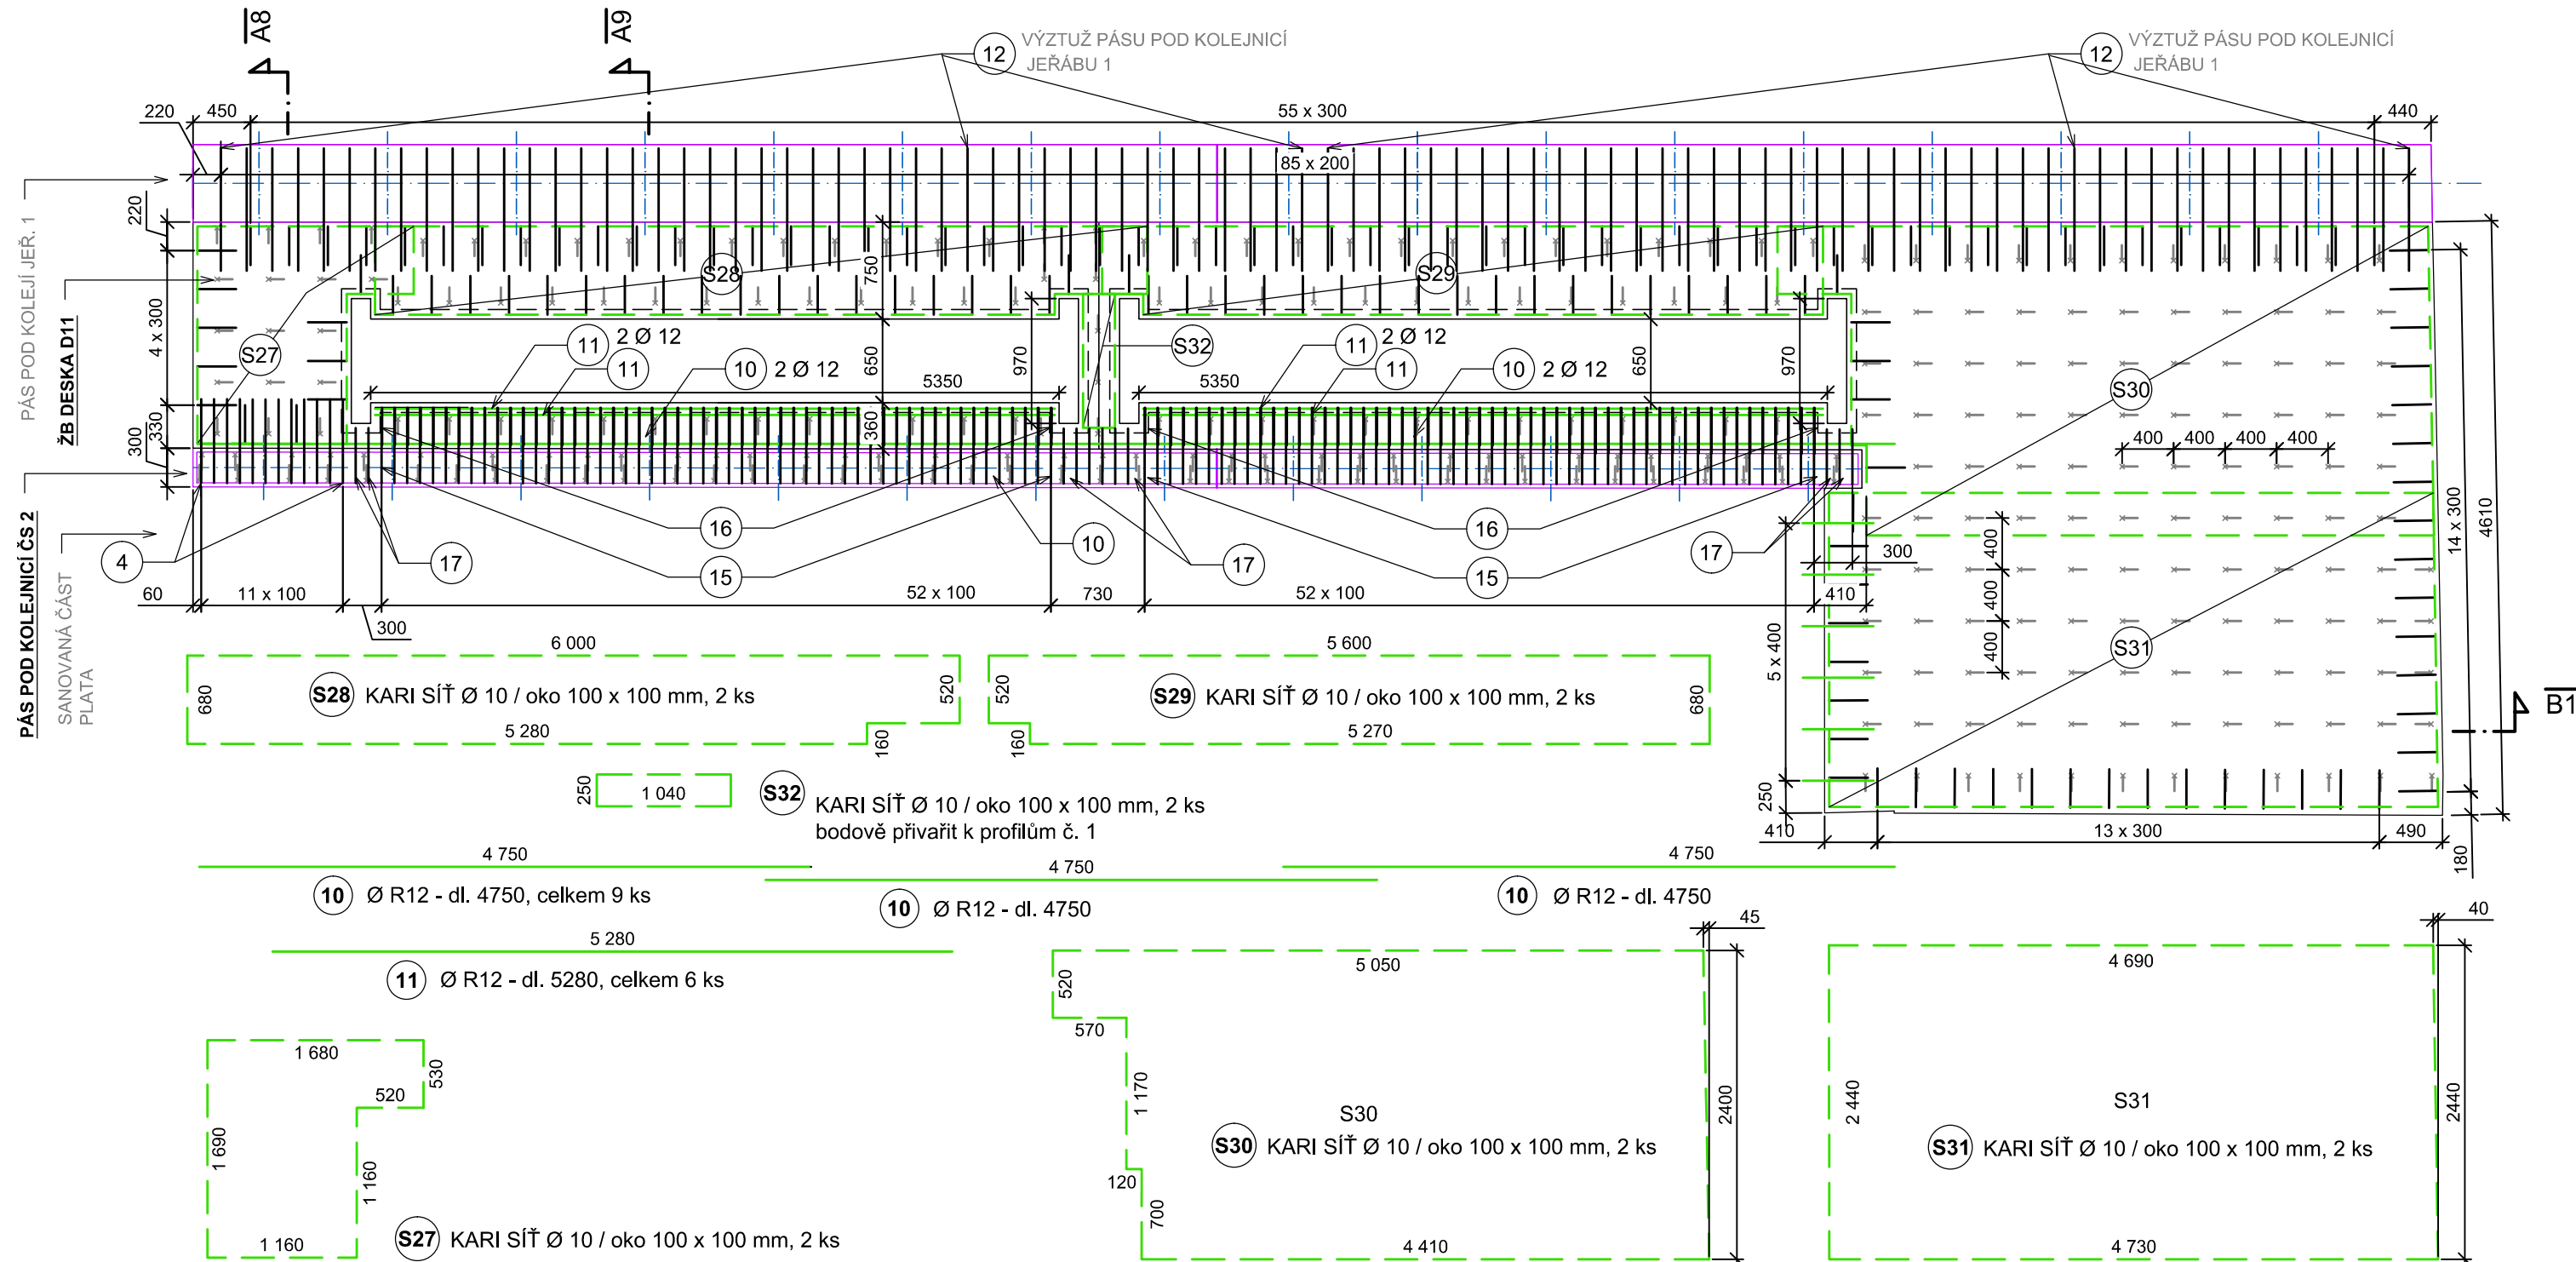 A8
A9
12
VÝZTUŽ PÁSU POD KOLEJNICÍ
JEŘÁBU 1
12
VÝZTUŽ PÁSU POD KOLEJNICÍ
JEŘÁBU 1
220
450
55 x 300
440
85 x 200
PÁS POD KOLEJÍ JEŘ. 1
ŽB DESKA D11
PÁS POD KOLEJNICÍ ČS 2
SANOVANÁ ČÁST
PLATA
220
4 x 300
330
300
S27
S28
S29
S32
S30
S31
750
650
970
360
5350
650
970
5350
11
2 Ø 12
11
10
2 Ø 12
11
2 Ø 12
11
10
2 Ø 12
400
400
400
400
400
400
400
14 x 300
4610
4
17
16
15
10
17
16
15
17
300
60
11 x 100
300
52 x 100
730
52 x 100
410
5 x 400
250
410
13 x 300
490
180
B1
6 000
680
520
5 280
160
S28
KARI SÍŤ Ø 10 / oko 100 x 100 mm, 2 ks
5 600
520
680
160
5 270
S29
KARI SÍŤ Ø 10 / oko 100 x 100 mm, 2 ks
250
1 040
S32
KARI SÍŤ Ø 10 / oko 100 x 100 mm, 2 ks
bodově přivařit k profilům č. 1
4 750
10
Ø R12 - dl. 4750, celkem 9 ks
4 750
10
Ø R12 - dl. 4750
4 750
10
Ø R12 - dl. 4750
5 280
11
Ø R12 - dl. 5280, celkem 6 ks
1 680
530
520
1 690
1 160
1 160
S27
KARI SÍŤ Ø 10 / oko 100 x 100 mm, 2 ks
45
5 050
520
570
1 170
120
700
4 410
2400
S30
S30
KARI SÍŤ Ø 10 / oko 100 x 100 mm, 2 ks
40
4 690
2 440
2440
4 730
S31
S31
KARI SÍŤ Ø 10 / oko 100 x 100 mm, 2 ks